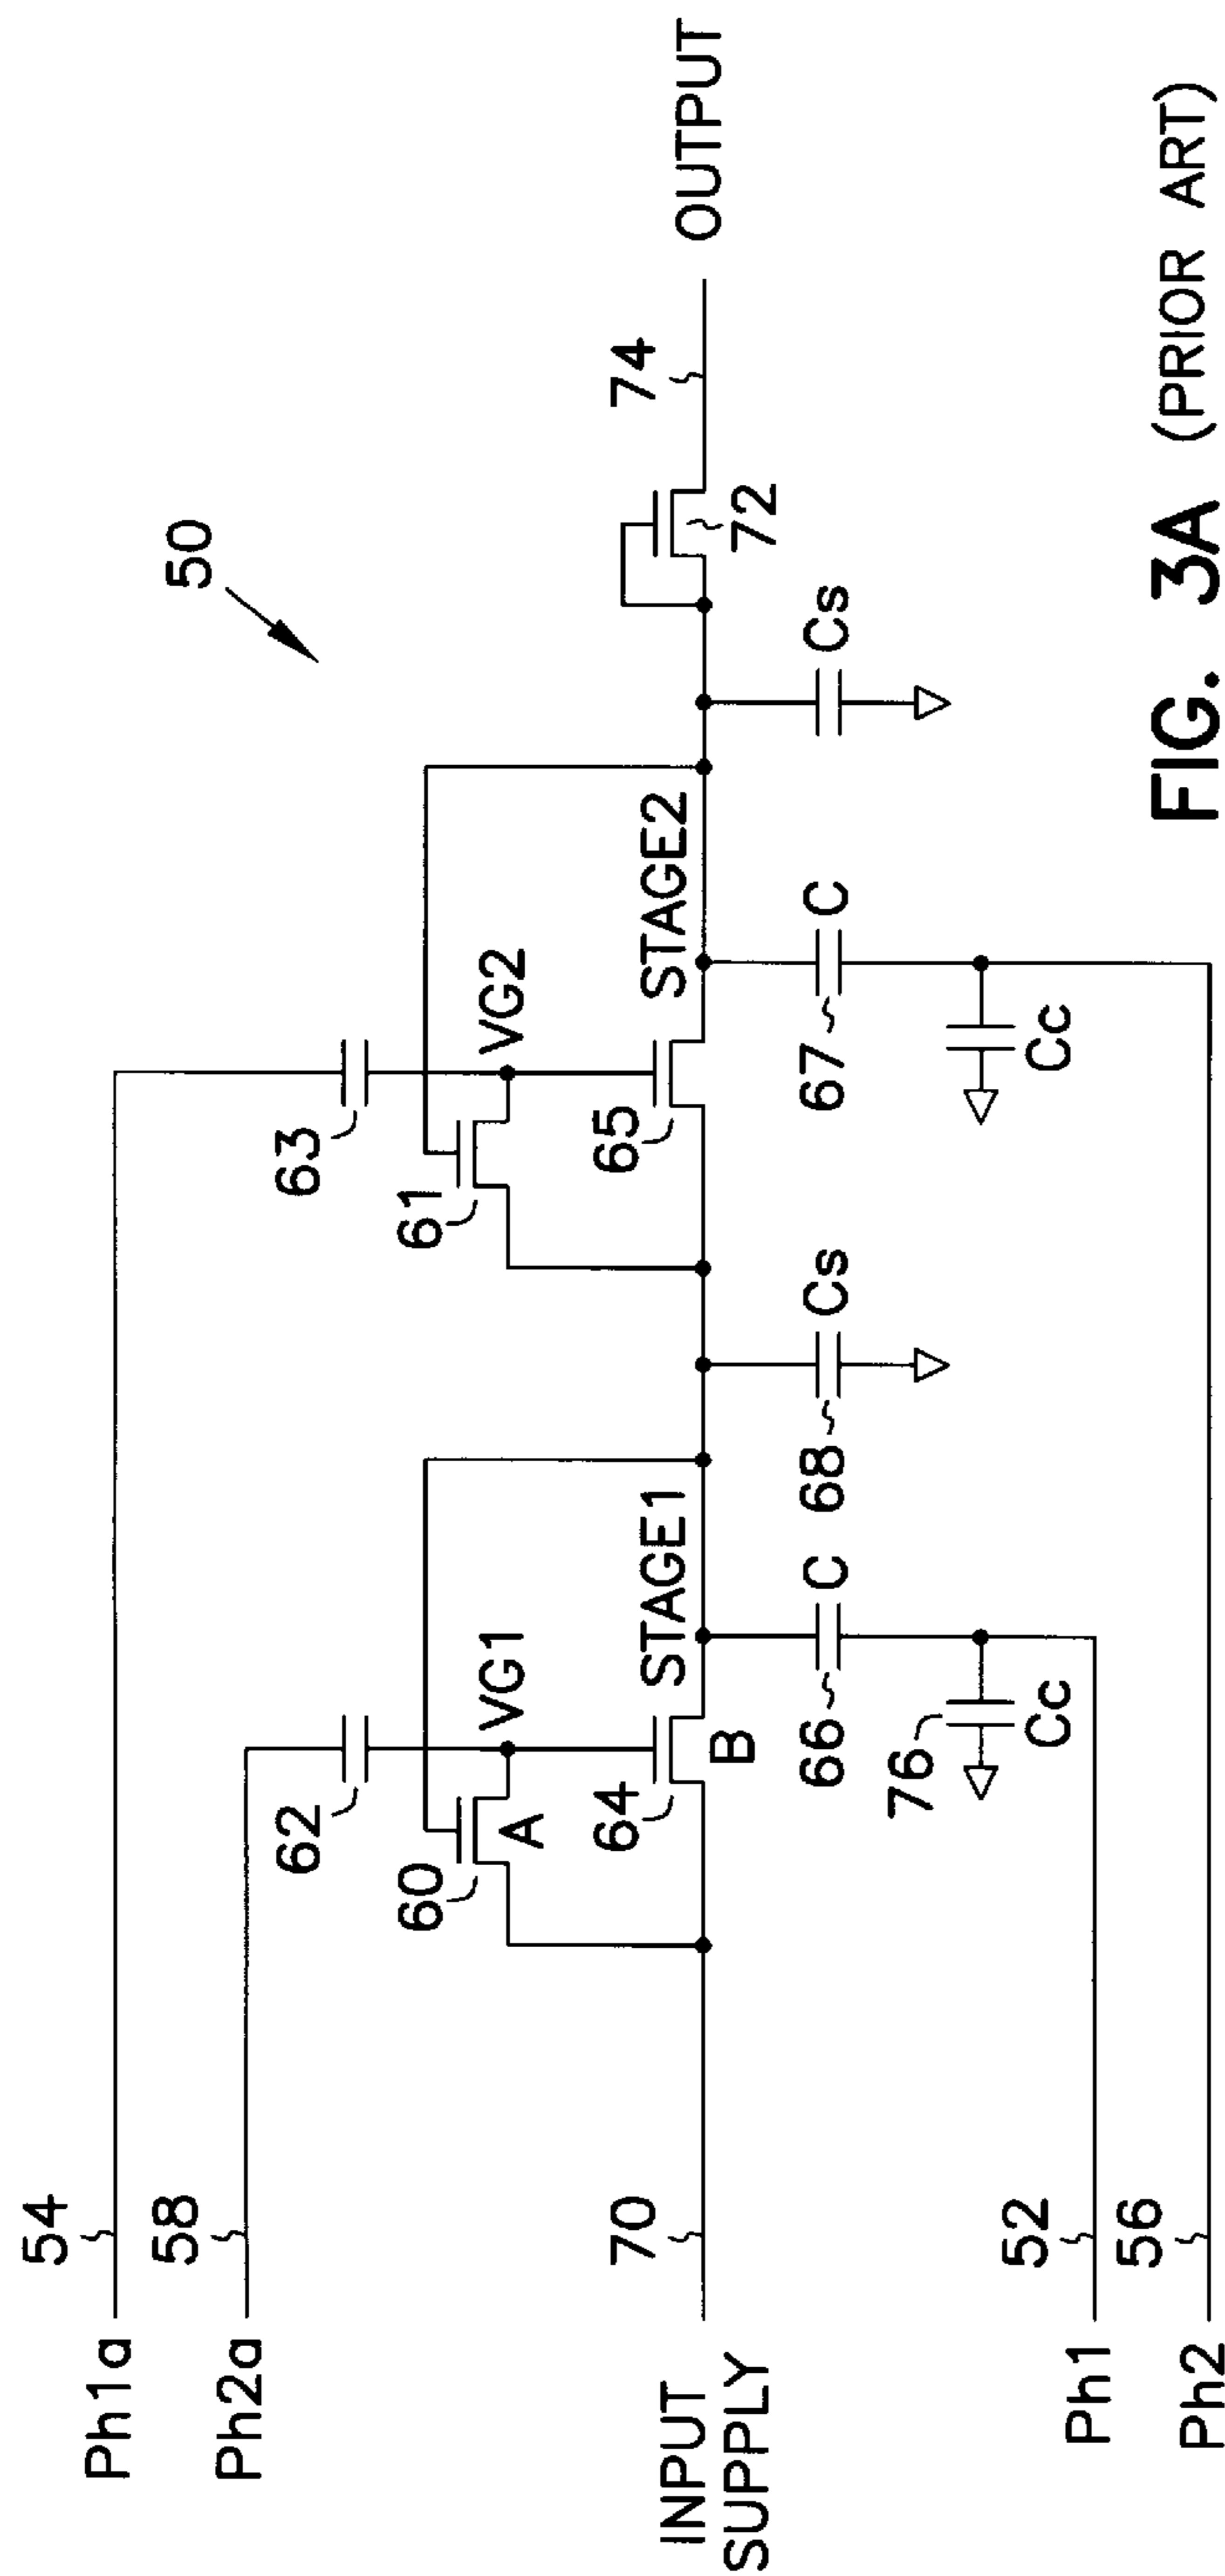 50
Ph1a
54
Ph2a
58
62
63
VG1
VG2
60
A
61
64
B
65
STAGE1
STAGE2
INPUT
SUPPLY
70
72
74
OUTPUT
66
C
68
Cs
67
C
Cs
76
Cc
Cc
Ph1
52
Ph2
56
FIG. 3A (PRIOR ART)